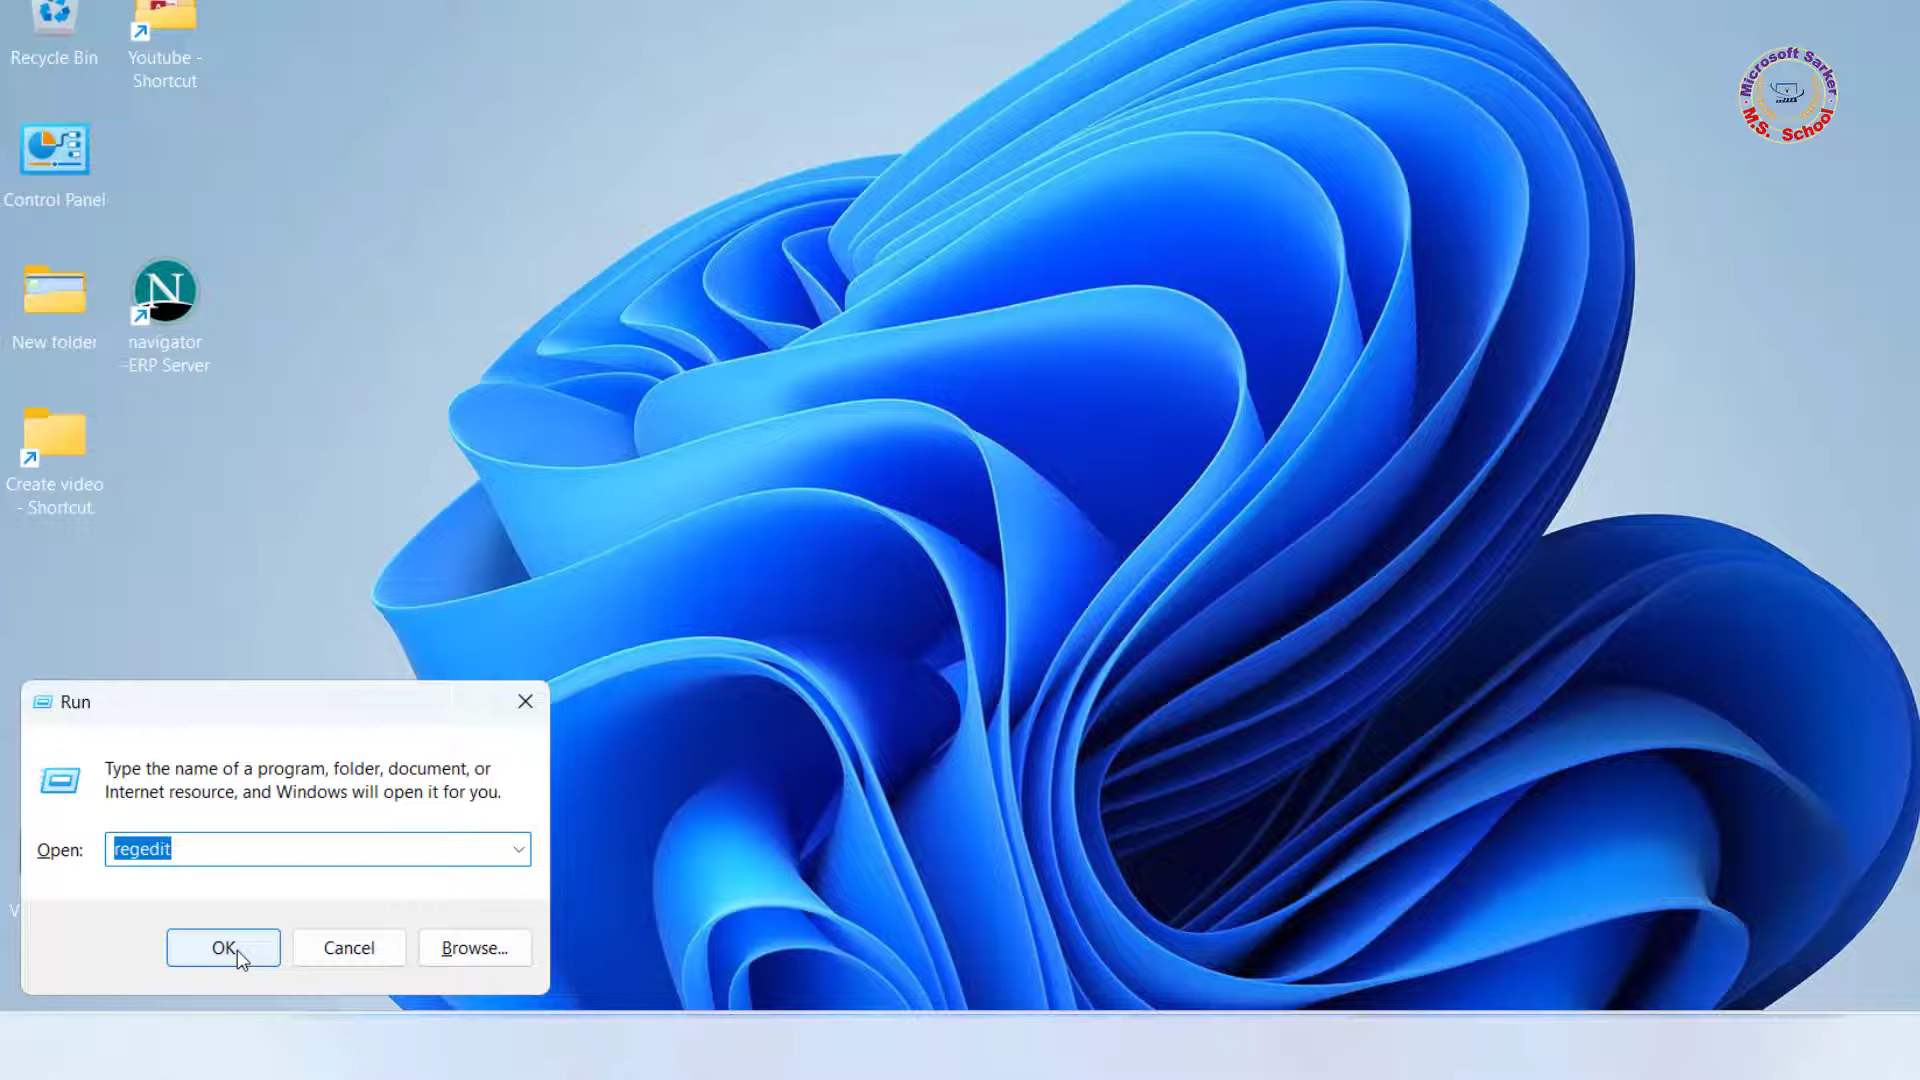 Recycle Bin
Youtube -
Shortcut
Control Panel
New folder
navigator
-ERP Server
Create video
- Shortcut
Microsoft Sarker
M.S. School
Run
Type the name of a program, folder, document, or
Internet resource, and Windows will open it for you.
Open:
regedit
V
OK
Cancel
Browse...